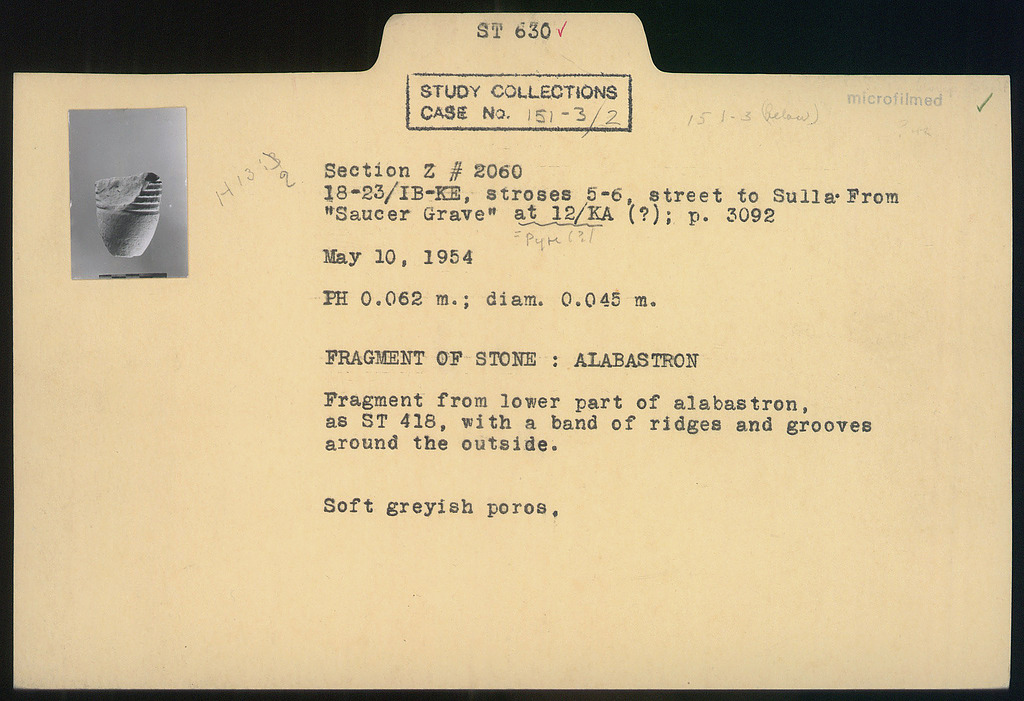 ST 630 ✓
STUDY COLLECTIONS
CASE No. 151-3/2
microfilmed ✓
151-3 (below)
Section Z # 2060
18-23/IB-KE, stroses 5-6, street to Sulla. From
"Saucer Grave" at 12/KA (?); p. 3092
= Pyre (?)
May 10, 1954
PH 0.062 m.; diam. 0.045 m.
FRAGMENT OF STONE : ALABASTRON
Fragment from lower part of alabastron,
as ST 418, with a band of ridges and grooves
around the outside.
Soft greyish poros.